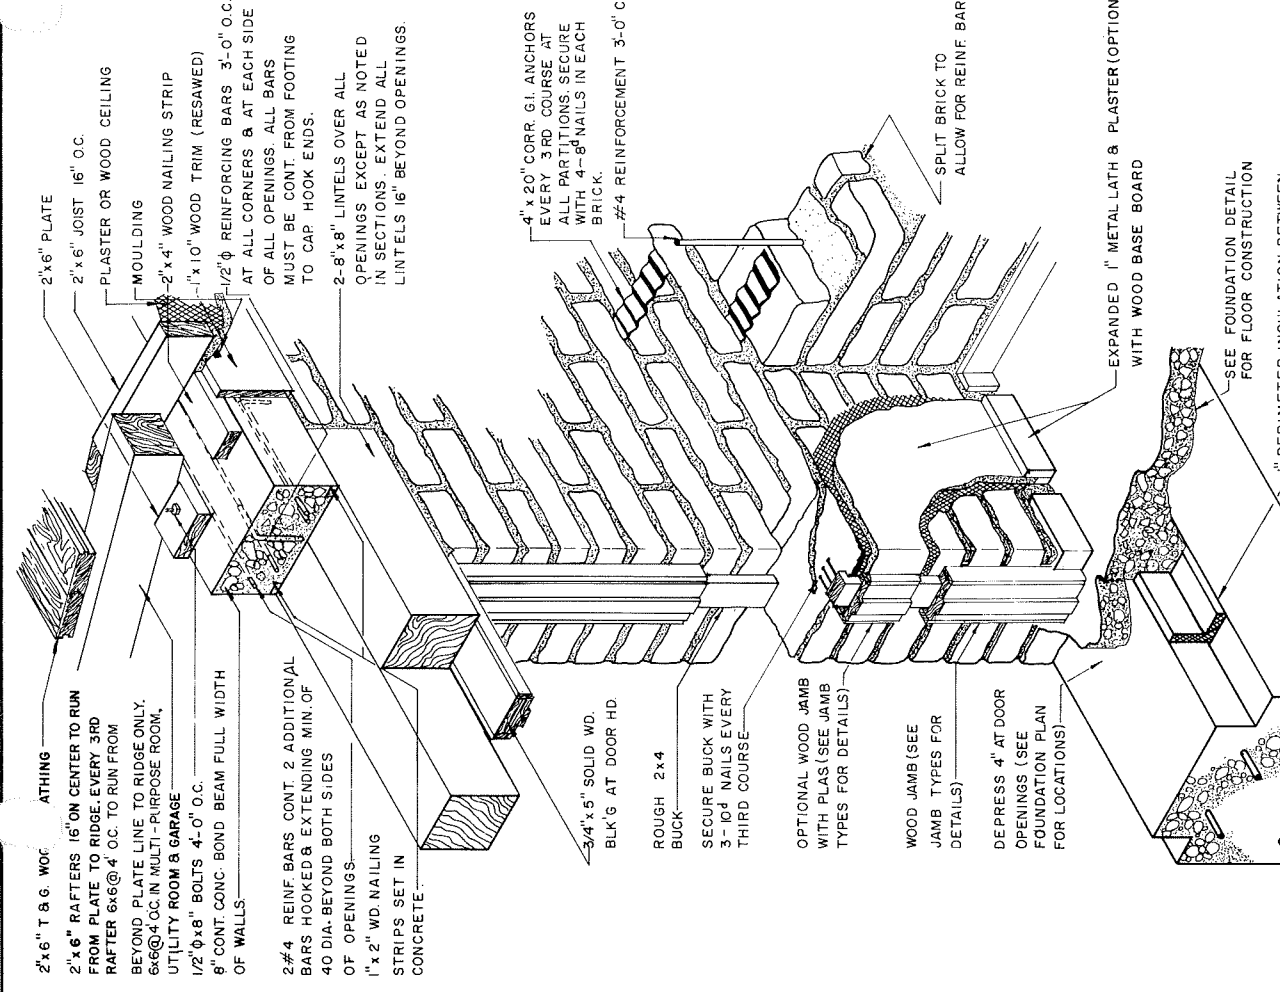 2"x6" T & G. WOO ATHING
2"x6" RAFTERS 16" ON CENTER TO RUN
FROM PLATE TO RIDGE. EVERY 3RD
RAFTER 6x6@ 4' O.C. TO RUN FROM
BEYOND PLATE LINE TO RIDGE ONLY.
6x6@4' O.C. IN MULTI-PURPOSE ROOM,
UTILITY ROOM & GARAGE
1/2"ϕx8" BOLTS 4'-0" O.C.
8" CONT. CONC. BOND BEAM FULL WIDTH
OF WALLS
2#4 REINF. BARS CONT. 2 ADDITIONAL
BARS HOOKED & EXTENDING MIN. OF
40 DIA. BEYOND BOTH SIDES
OF OPENINGS
1"x2" WD. NAILING
STRIPS SET IN
CONCRETE
3/4"x5" SOLID WD.
BLK'G AT DOOR HD.
ROUGH 2x4
BUCK
SECURE BUCK WITH
3-10d NAILS EVERY
THIRD COURSE
OPTIONAL WOOD JAMB
WITH PLAS (SEE JAMB
TYPES FOR DETAILS)
WOOD JAMB (SEE
JAMB TYPES FOR
DETAILS)
DEPRESS 4" AT DOOR
OPENINGS (SEE
FOUNDATION PLAN
FOR LOCATIONS)
2"x6" PLATE
2"x6" JOIST 16" O.C.
PLASTER OR WOOD CEILING
MOULDING
2"x4" WOOD NAILING STRIP
1"x10" WOOD TRIM (RESAWED)
1/2"ϕ REINFORCING BARS 3'-0" O.C.
AT ALL CORNERS & AT EACH SIDE
OF ALL OPENINGS. ALL BARS
MUST BE CONT. FROM FOOTING
TO CAP HOOK ENDS.
2-8"x8" LINTELS OVER ALL
OPENINGS EXCEPT AS NOTED
IN SECTIONS. EXTEND ALL
LINTELS 16" BEYOND OPENINGS.
4"x20" CORR. G.I. ANCHORS
EVERY 3RD COURSE AT
ALL PARTITIONS. SECURE
WITH 4-8d NAILS IN EACH
BRICK.
#4 REINFORCEMENT 3'-0" C
SPLIT BRICK TO
ALLOW FOR REINF. BAR
EXPANDED 1" METAL LATH & PLASTER (OPTION
WITH WOOD BASE BOARD
SEE FOUNDATION DETAIL
FOR FLOOR CONSTRUCTION